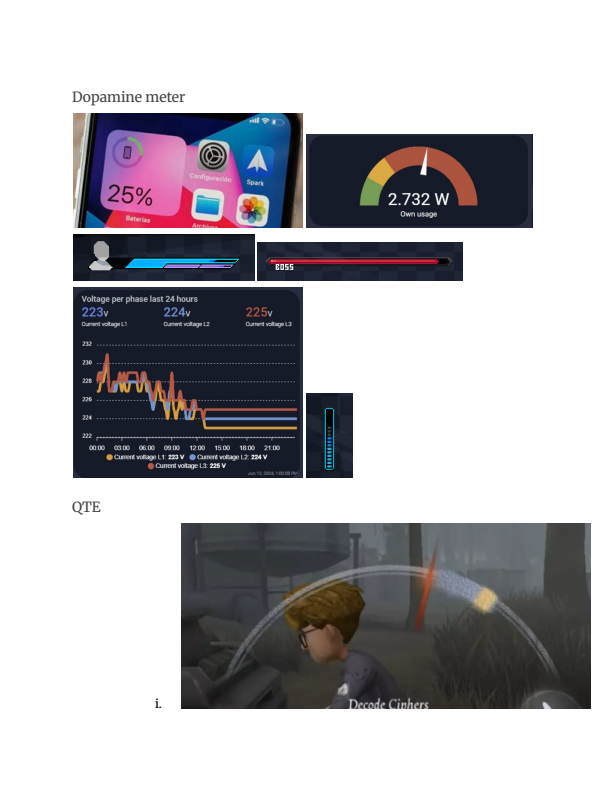 Dopamine meter
25%
Baterías
Configuración
Spark
2.732 W
Own usage
BOSS
Voltage per phase last 24 hours
223v 224v 225v
Current voltage L1 Current voltage L2 Current voltage L3
232
230
228
226
224
222
00:00 03:00 06:00 09:00 12:00 15:00 18:00 21:00
Current voltage L1: 223 V Current voltage L2: 224 V
Current voltage L3: 225 V
QTE
i.
Decode Ciphers